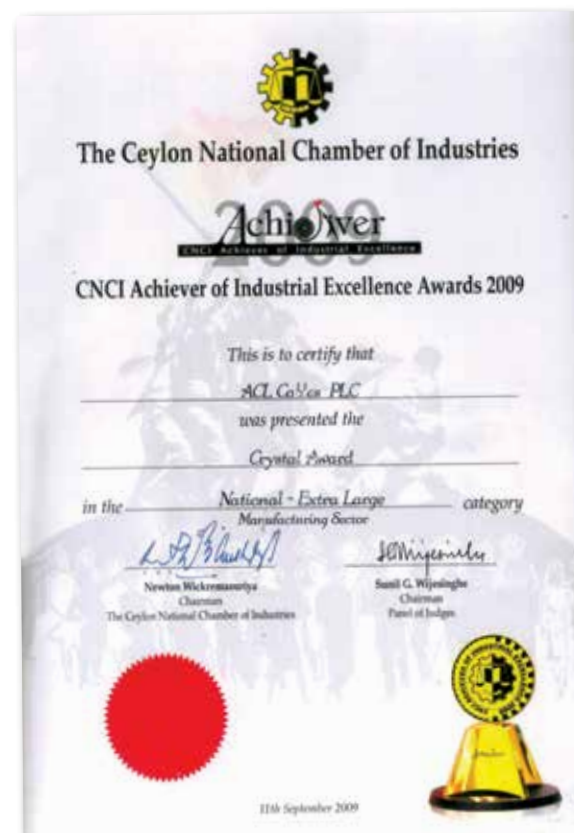 The Ceylon National Chamber of Industries
2009
Achiever
CNCI Achiever of Industrial Excellence
CNCI Achiever of Industrial Excellence Awards 2009
This is to certify that
ACL Cables PLC
was presented the
Crystal Award
in the National - Extra Large category
Manufacturing Sector
Newton Wickremasuriya
Chairman
The Ceylon National Chamber of Industries
Sunil G. Wijesinghe
Chairman
Panel of Judges
11th September 2009